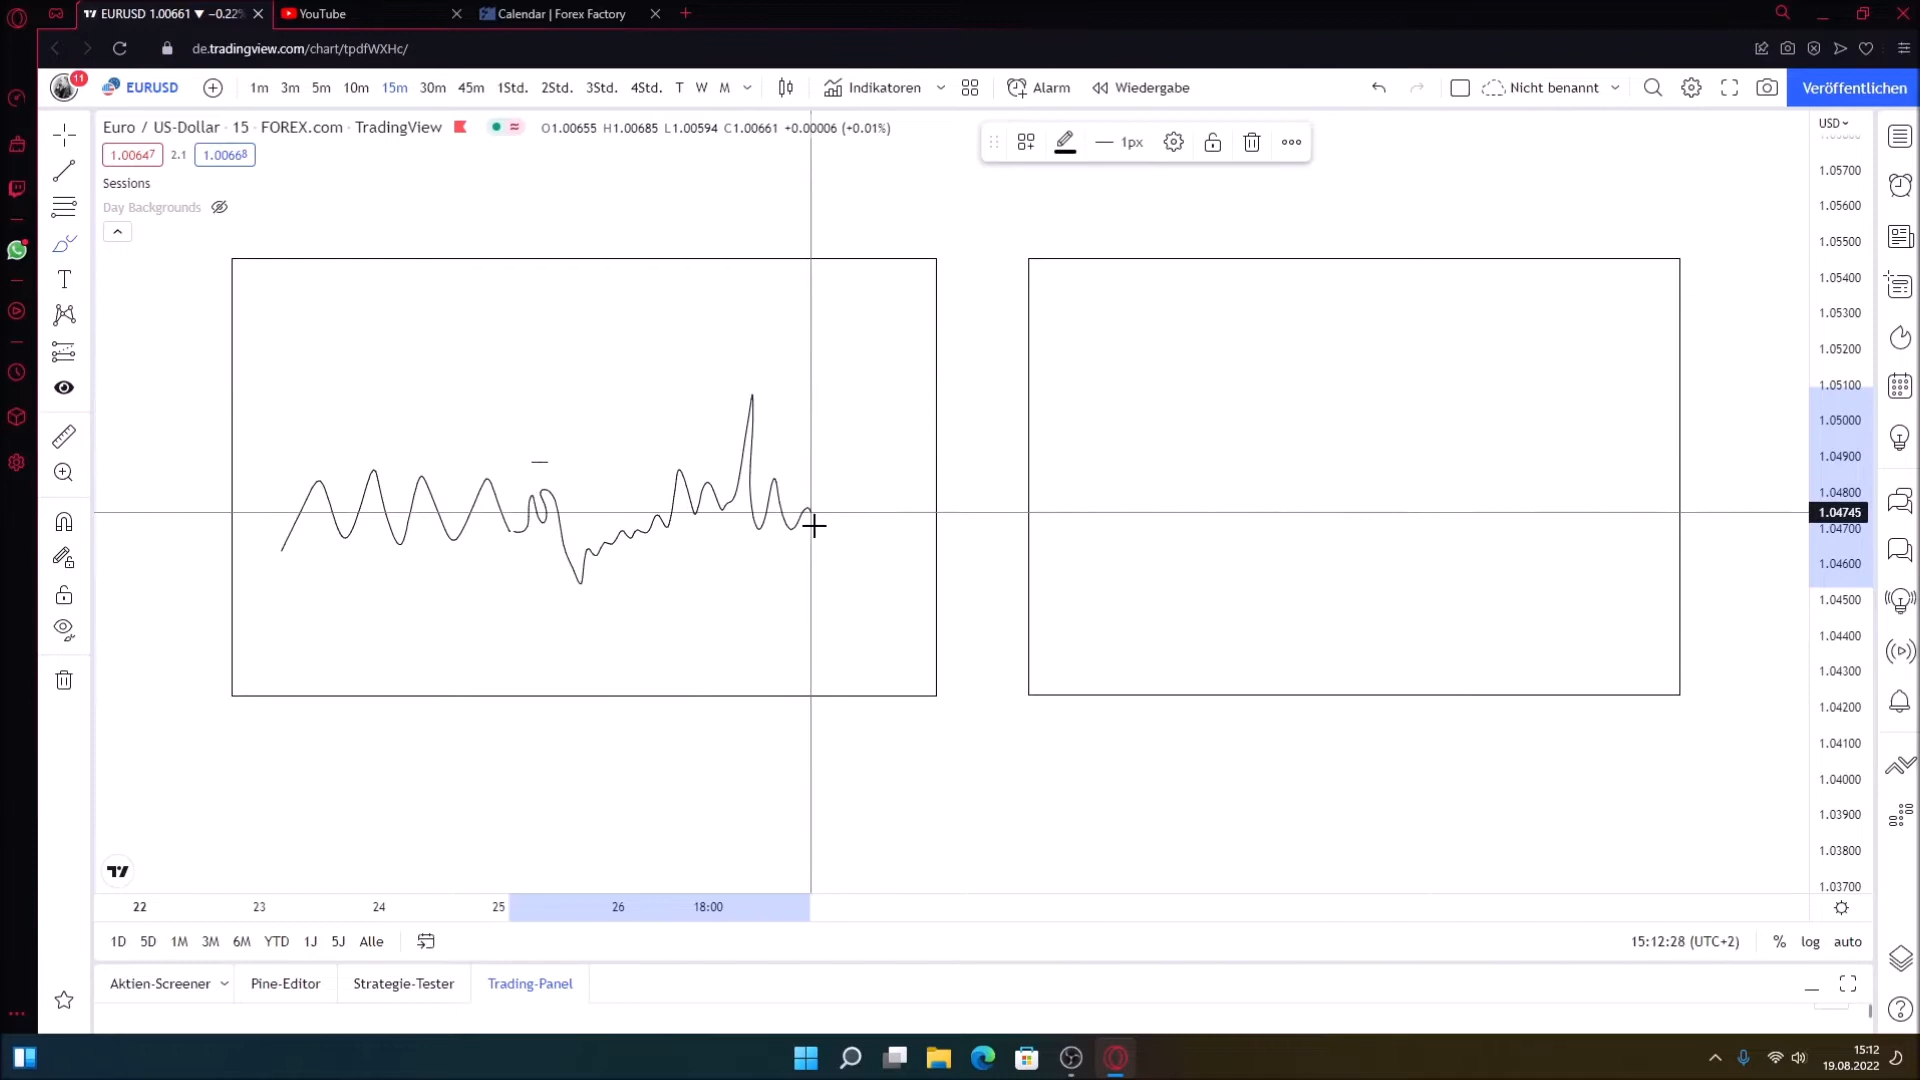 EURUSD 1.00661 ▼ −0.22%
YouTube
Calendar | Forex Factory
de.tradingview.com/chart/tpdfWXHc/
11
EURUSD
1m 3m 5m 10m 15m 30m 45m 1Std. 2Std. 3Std. 4Std. T W M
Indikatoren
Alarm
Wiedergabe
Nicht benannt
Veröffentlichen
Euro / US-Dollar · 15 · FOREX.com · TradingView
O1.00655 H1.00685 L1.00594 C1.00661 +0.00006 (+0.01%)
1.00647 2.1 1.00668
Sessions
Day Backgrounds
1px
USD
1.05700
1.05600
1.05500
1.05400
1.05300
1.05200
1.05100
1.05000
1.04900
1.04800
1.04745
1.04700
1.04600
1.04500
1.04400
1.04300
1.04200
1.04100
1.04000
1.03900
1.03800
1.03700
22 23 24 25 26 18:00
1D 5D 1M 3M 6M YTD 1J 5J Alle
15:12:28 (UTC+2) % log auto
Aktien-Screener
Pine-Editor
Strategie-Tester
Trading-Panel
15:12
19.08.2022